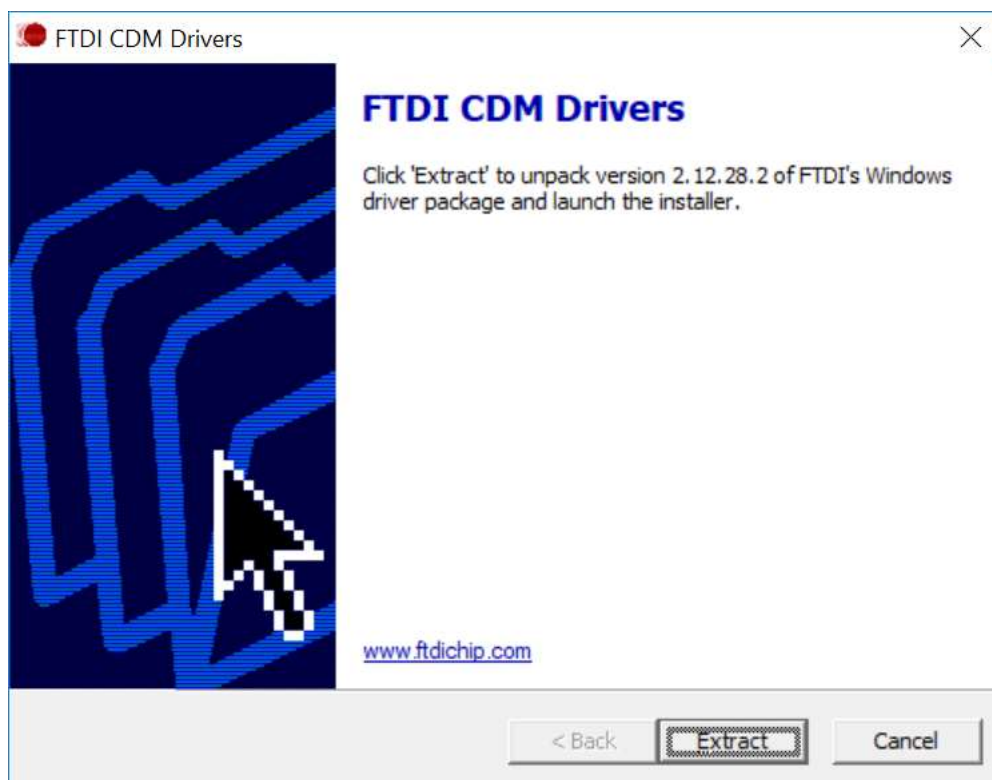 FTDI CDM Drivers
FTDI CDM Drivers
Click 'Extract' to unpack version 2.12.28.2 of FTDI's Windows
driver package and launch the installer.
www.ftdichip.com
< Back
Extract
Cancel